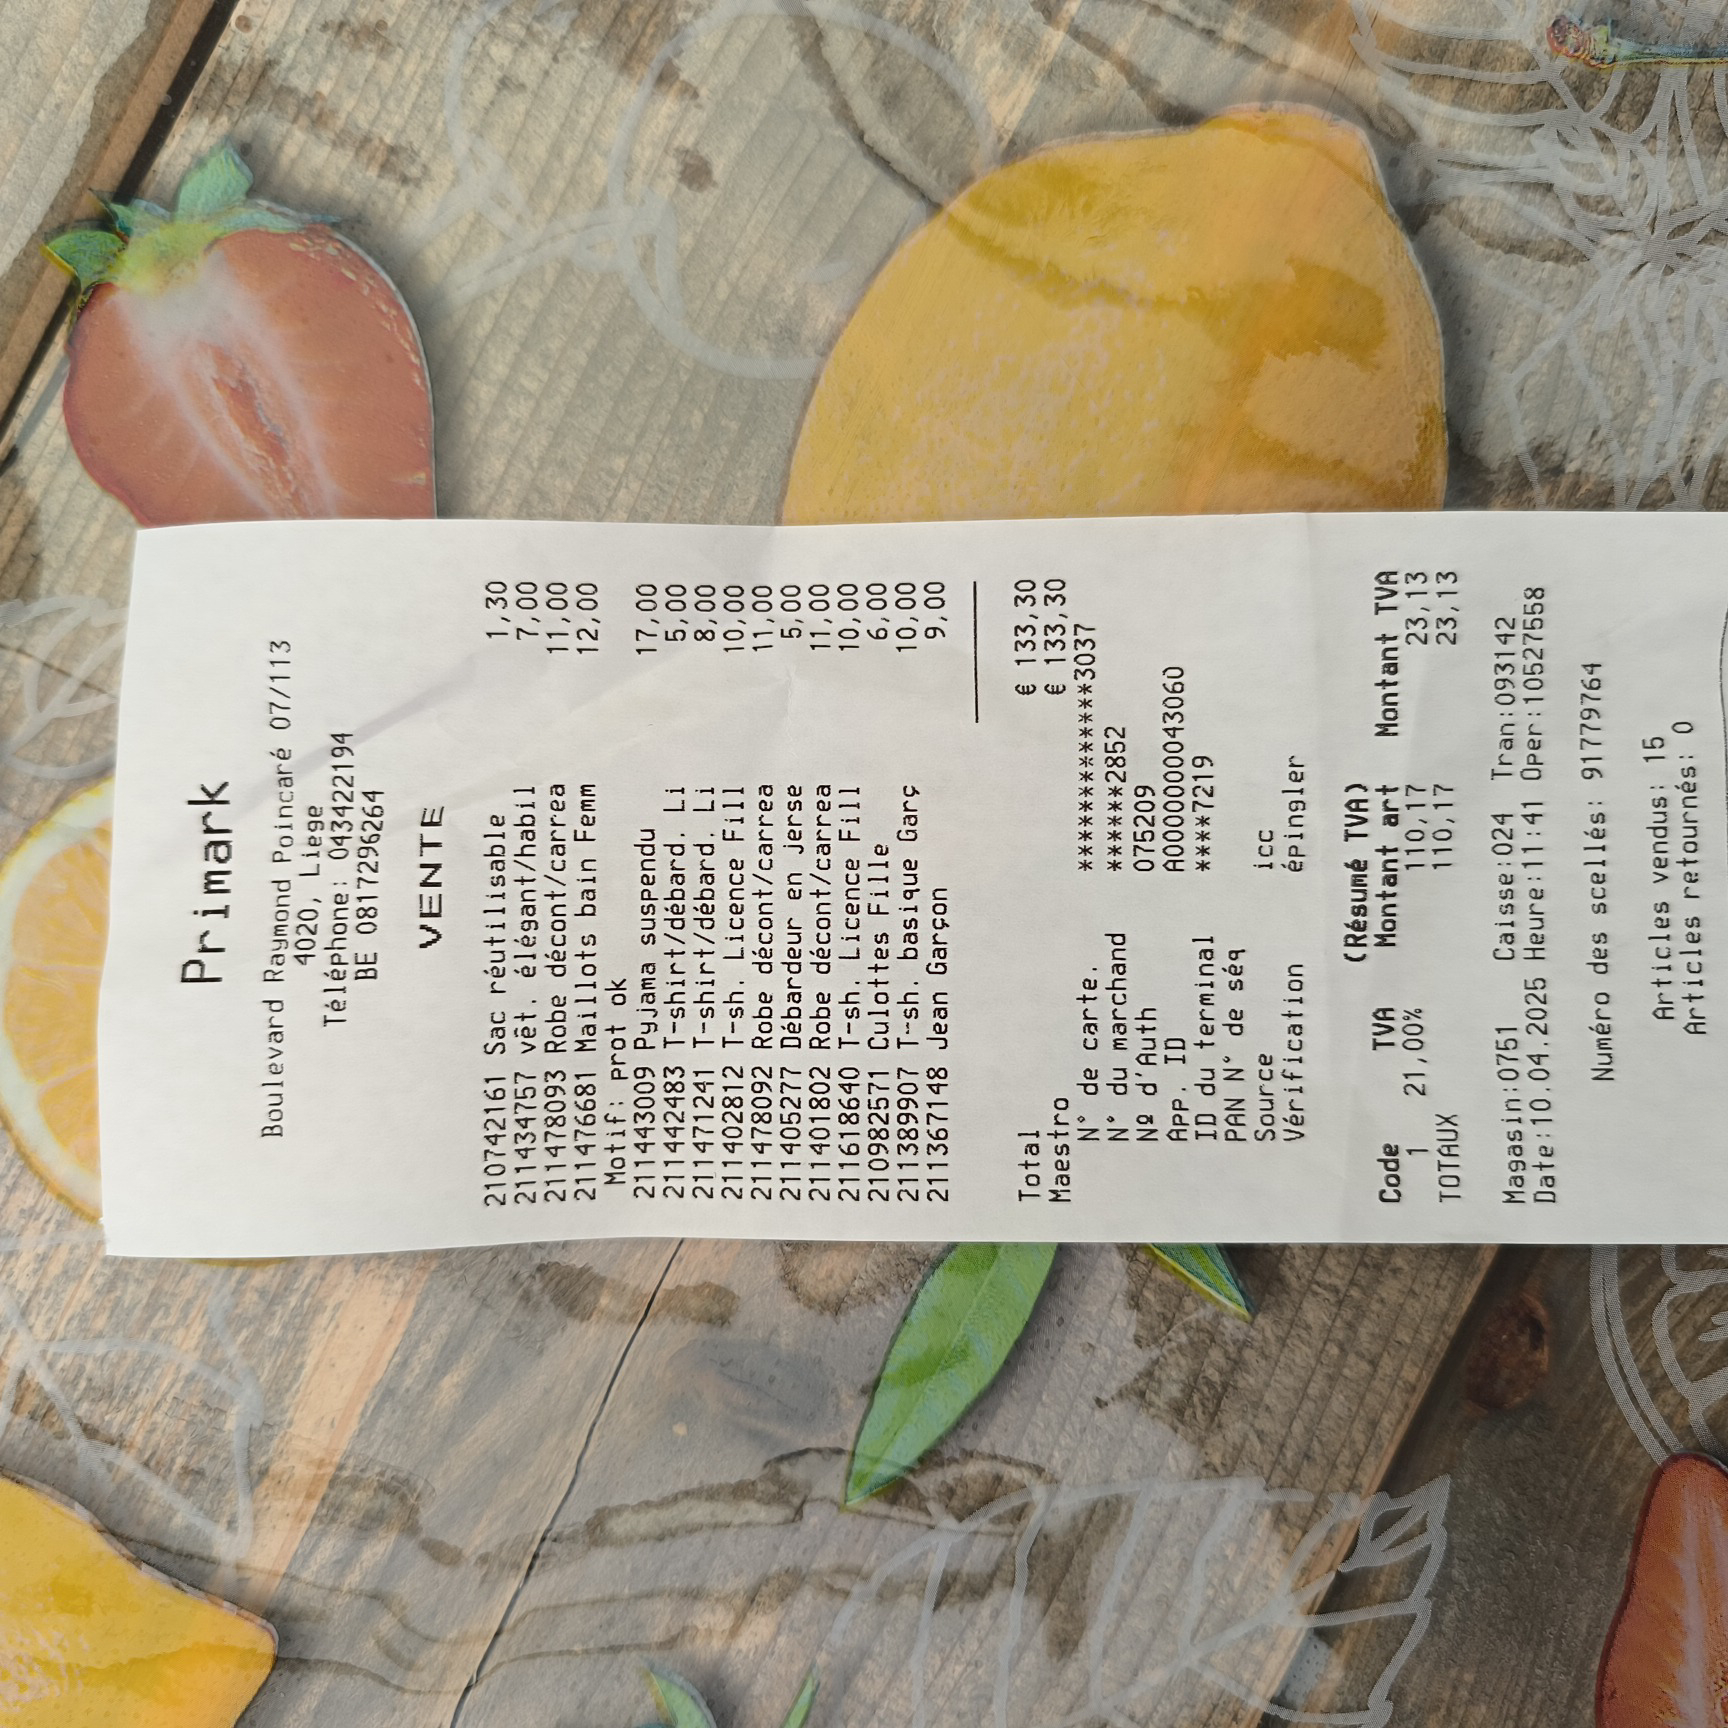 Primark
Boulevard Raymond Poincaré 07/113
4020, Liege
Téléphone: 043422194
BE 0817296264
VENTE
210742161 Sac réutilisable 1,30
211434757 vêt. élégant/habil 7,00
211478093 Robe décont/carrea 11,00
211476681 Maillots bain Femm 12,00
Motif: prot ok
211443009 Pyjama suspendu 17,00
211442483 T-shirt/débard. Li 5,00
211471241 T-shirt/débard. Li 8,00
211402812 T-sh. Licence Fill 10,00
211478092 Robe décont/carrea 11,00
211405277 Débardeur en jerse 5,00
211401802 Robe décont/carrea 11,00
211618640 T-sh. Licence Fill 10,00
210982571 Culottes Fille 6,00
211389907 T-sh. basique Garç 10,00
211367148 Jean Garçon 9,00
Total € 133,30
Maestro € 133,30
N° de carte. ***************3037
N° du marchand ******2852
Nº d'Auth 075209
App. ID A0000000043060
ID du terminal ****7219
PAN N° de séq
Source icc
Vérification épingler
(Résumé TVA)
Code TVA Montant art Montant TVA
1 21,00% 110,17 23,13
TOTAUX 110,17 23,13
Magasin:0751 Caisse:024 Tran:093142
Date:10.04.2025 Heure:11:41 Oper:10527558
Numéro des scellés: 91779764
Articles vendus: 15
Articles retournés: 0